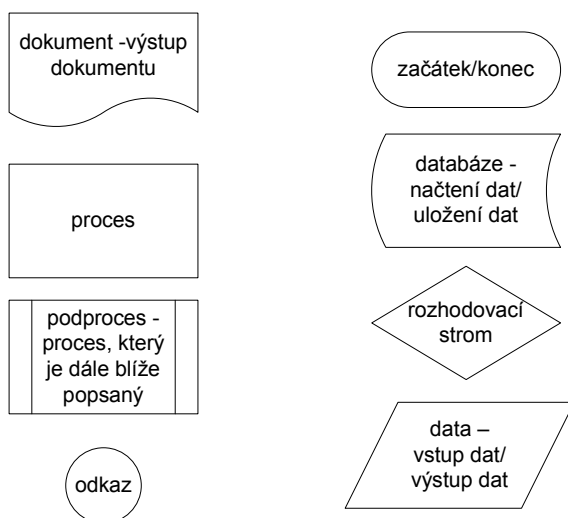 dokument -výstup
dokumentu
proces
podproces -
proces, který
je dále blíže
popsaný
odkaz
začátek/konec
databáze -
načtení dat/
uložení dat
rozhodovací
strom
data –
vstup dat/
výstup dat